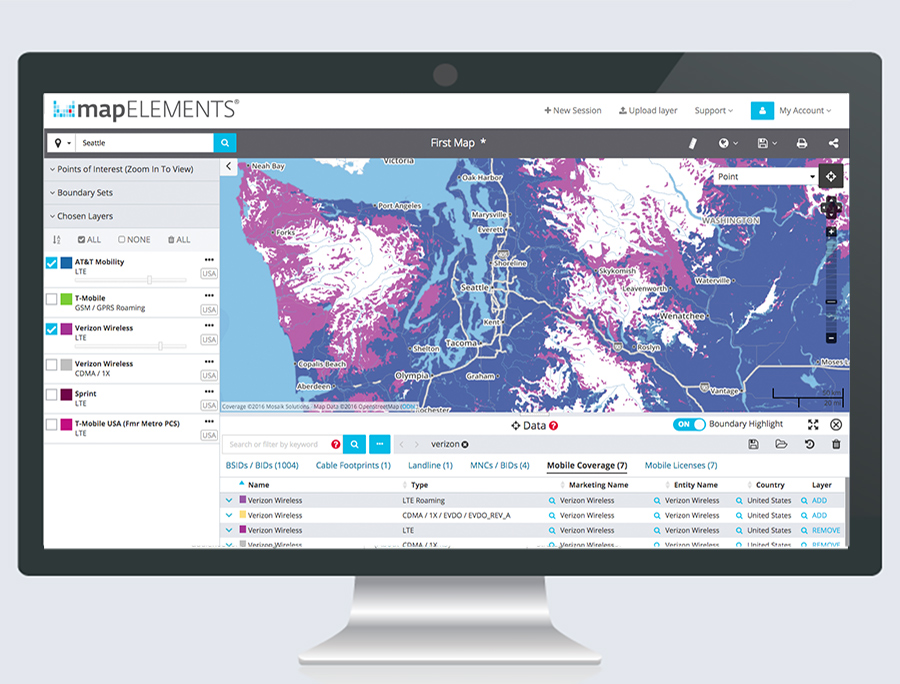 mapELEMENTS®
+ New Session
Upload layer
Support
My Account
Seattle
First Map *
Points of Interest (Zoom In To View)
Boundary Sets
Chosen Layers
ALL
NONE
ALL
AT&T Mobility
LTE
USA
T-Mobile
GSM / GPRS Roaming
USA
Verizon Wireless
LTE
USA
Verizon Wireless
CDMA / 1X
USA
Sprint
LTE
USA
T-Mobile USA (Fmr Metro PCS)
LTE
USA
Point
Neah Bay
Victoria
Oak Harbor
Port Angeles
Marysville
Everett
WASHINGTON
Forks
Shoreline
Skykomish
Seattle
Leavenworth
Waterville
Wenatchee
Kent
Tacoma
Shelton
Roslyn
Copalis Beach
Olympia
Graham
Moses L
Aberdeen
Vantage
20 mi
Rochester
Coverage ©2016 Mosaik Solutions, Map Data ©2016 OpenStreetMap (ODbL)
Data ?
ON Boundary Highlight
Search or filter by keyword
verizon
BSIDs / BIDs (1004)
Cable Footprints (1)
Landline (1)
MNCs / BIDs (4)
Mobile Coverage (7)
Mobile Licenses (7)
Name Type Marketing Name Entity Name Country Layer
Verizon Wireless LTE Roaming Verizon Wireless Verizon Wireless United States ADD
Verizon Wireless CDMA / 1X / EVDO / EVDO_REV_A Verizon Wireless Verizon Wireless United States ADD
Verizon Wireless LTE Verizon Wireless Verizon Wireless United States REMOVE
Verizon Wireless CDMA / 1X Verizon Wireless Verizon Wireless United States REMOVE